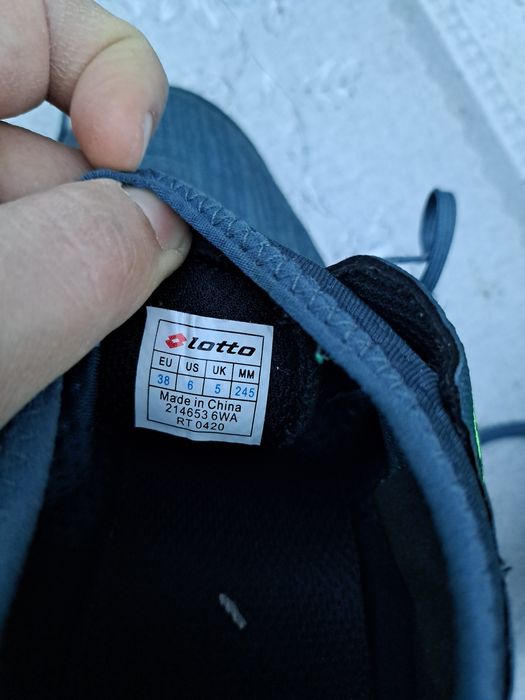 lotto
EU US UK MM
38 6 5 245
Made in China
214653 6WA
RT 0420